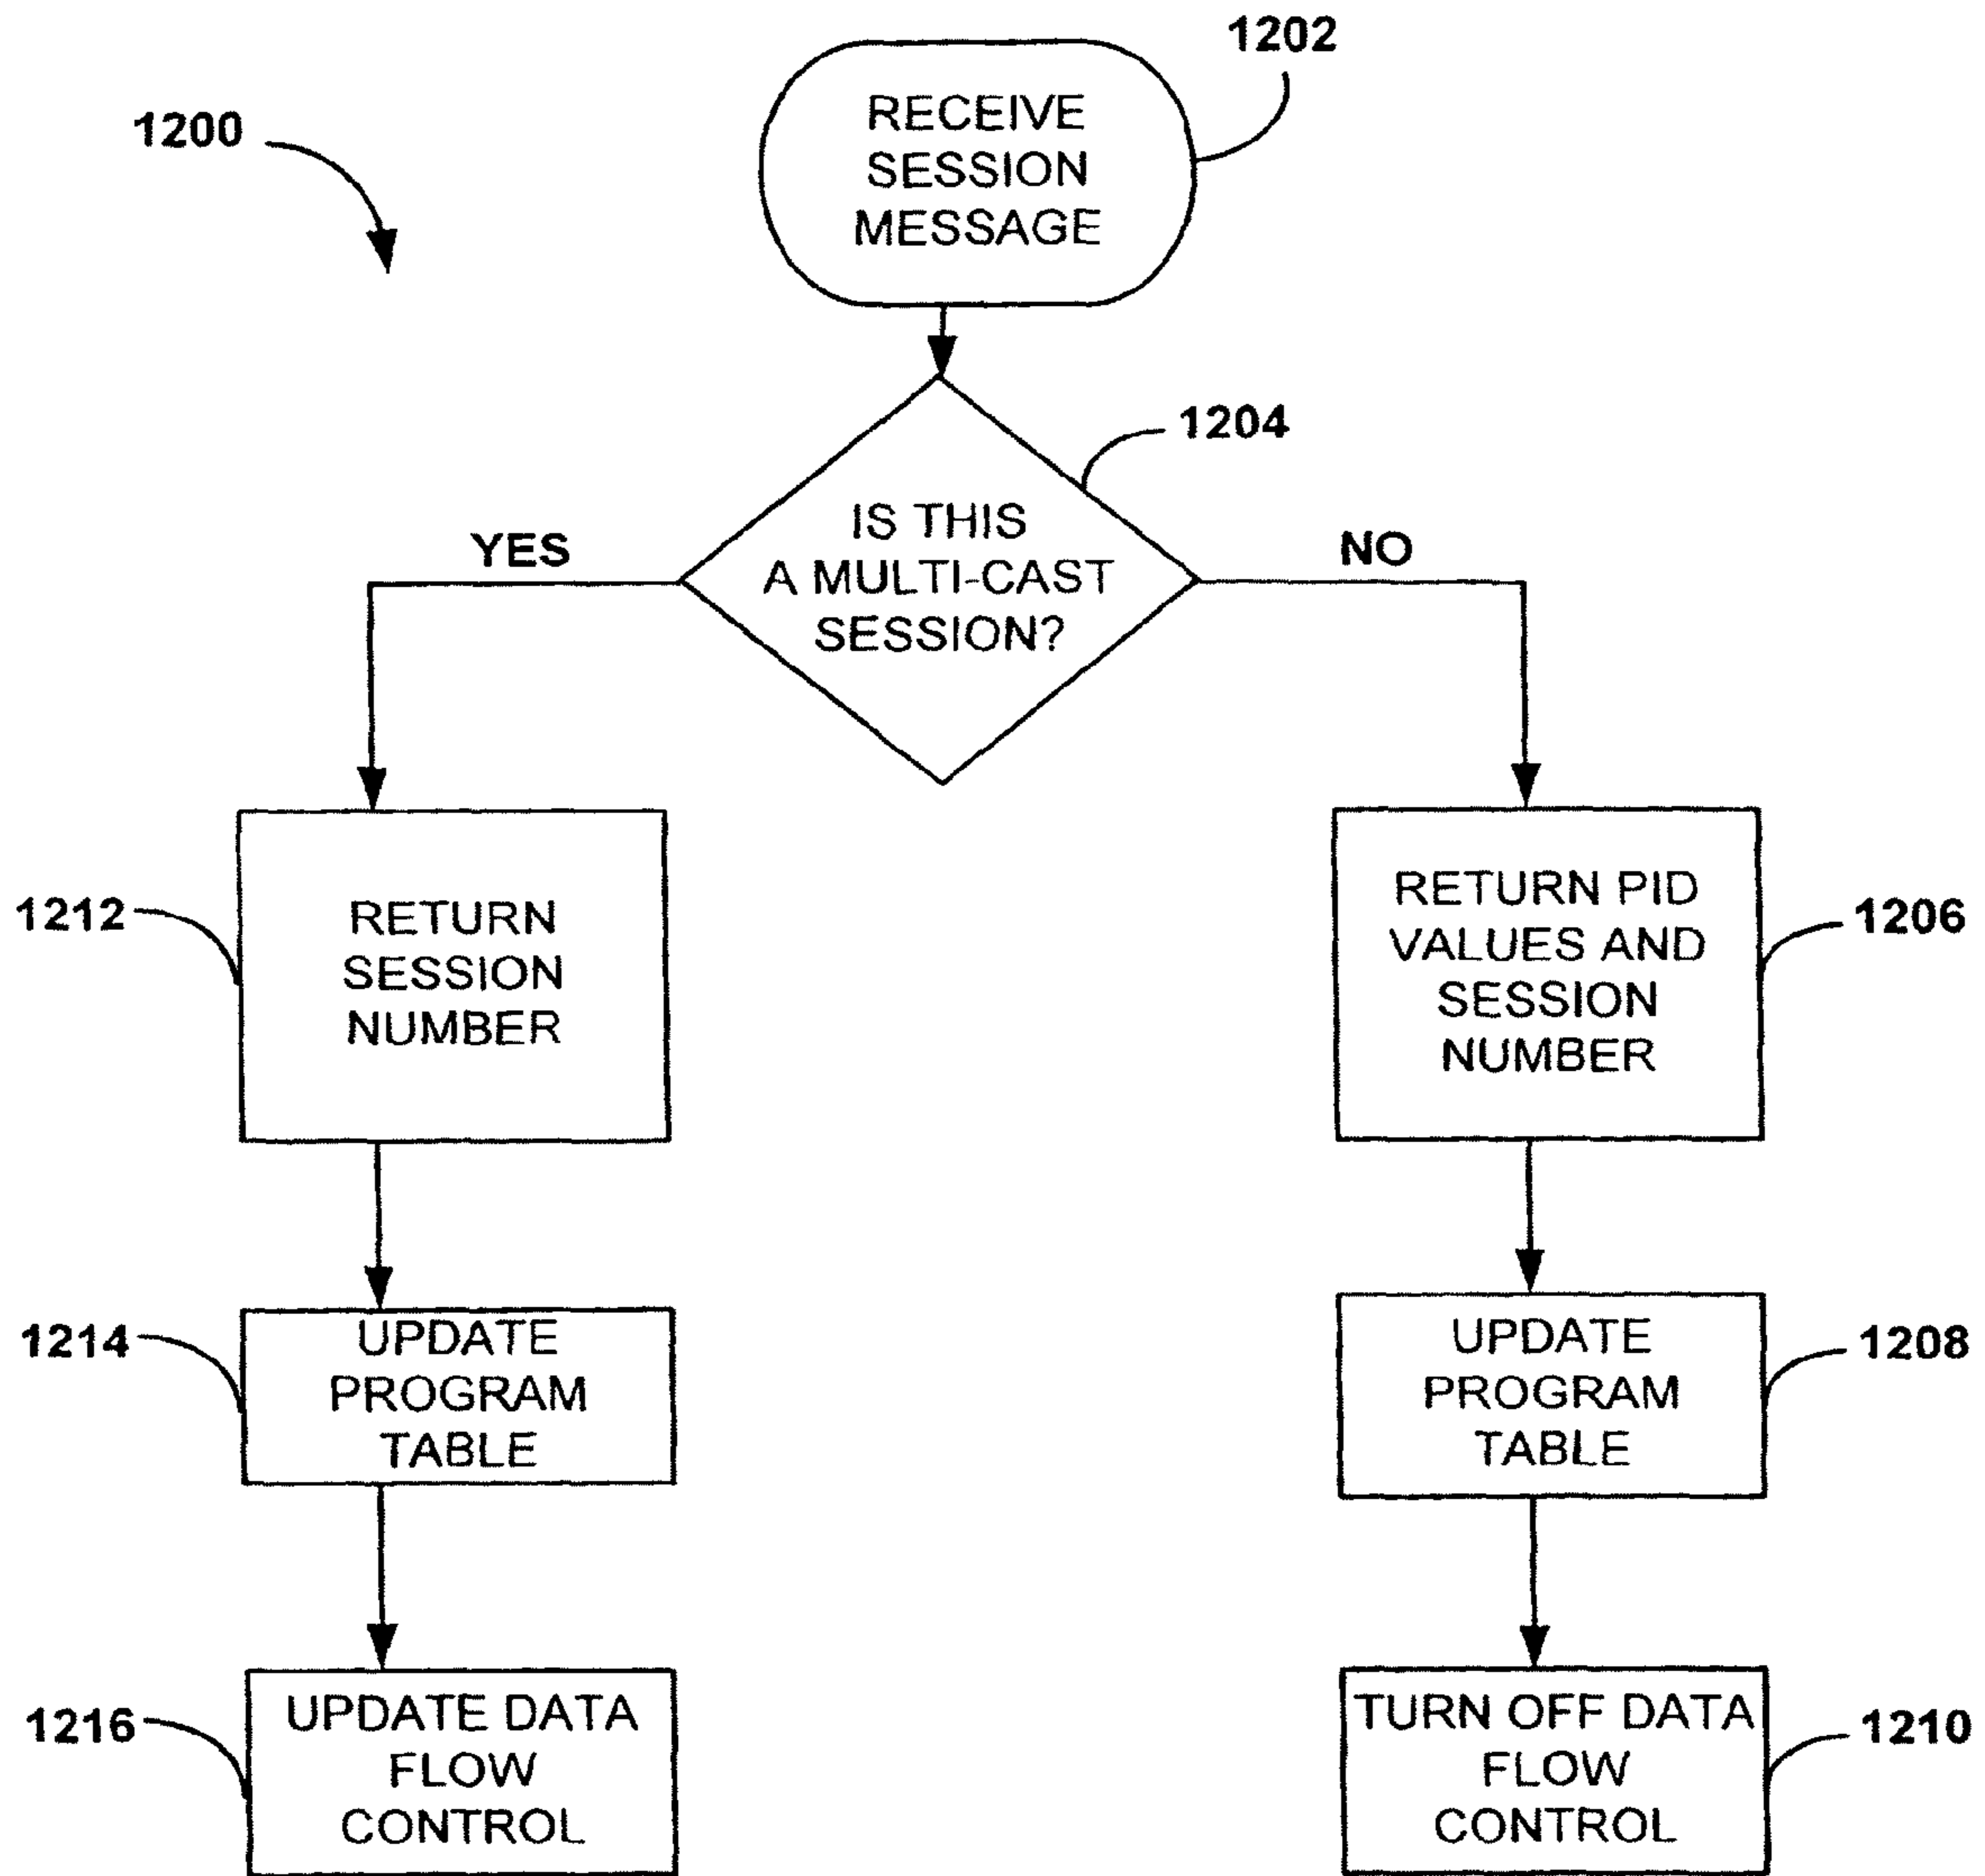 1202
RECEIVE
SESSION
MESSAGE
1200
1204
IS THIS
A MULTI-CAST
SESSION?
YES
NO
1212
RETURN
SESSION
NUMBER
RETURN PID
VALUES AND
SESSION
NUMBER
1206
1214
UPDATE
PROGRAM
TABLE
UPDATE
PROGRAM
TABLE
1208
1216
UPDATE DATA
FLOW
CONTROL
TURN OFF DATA
FLOW
CONTROL
1210